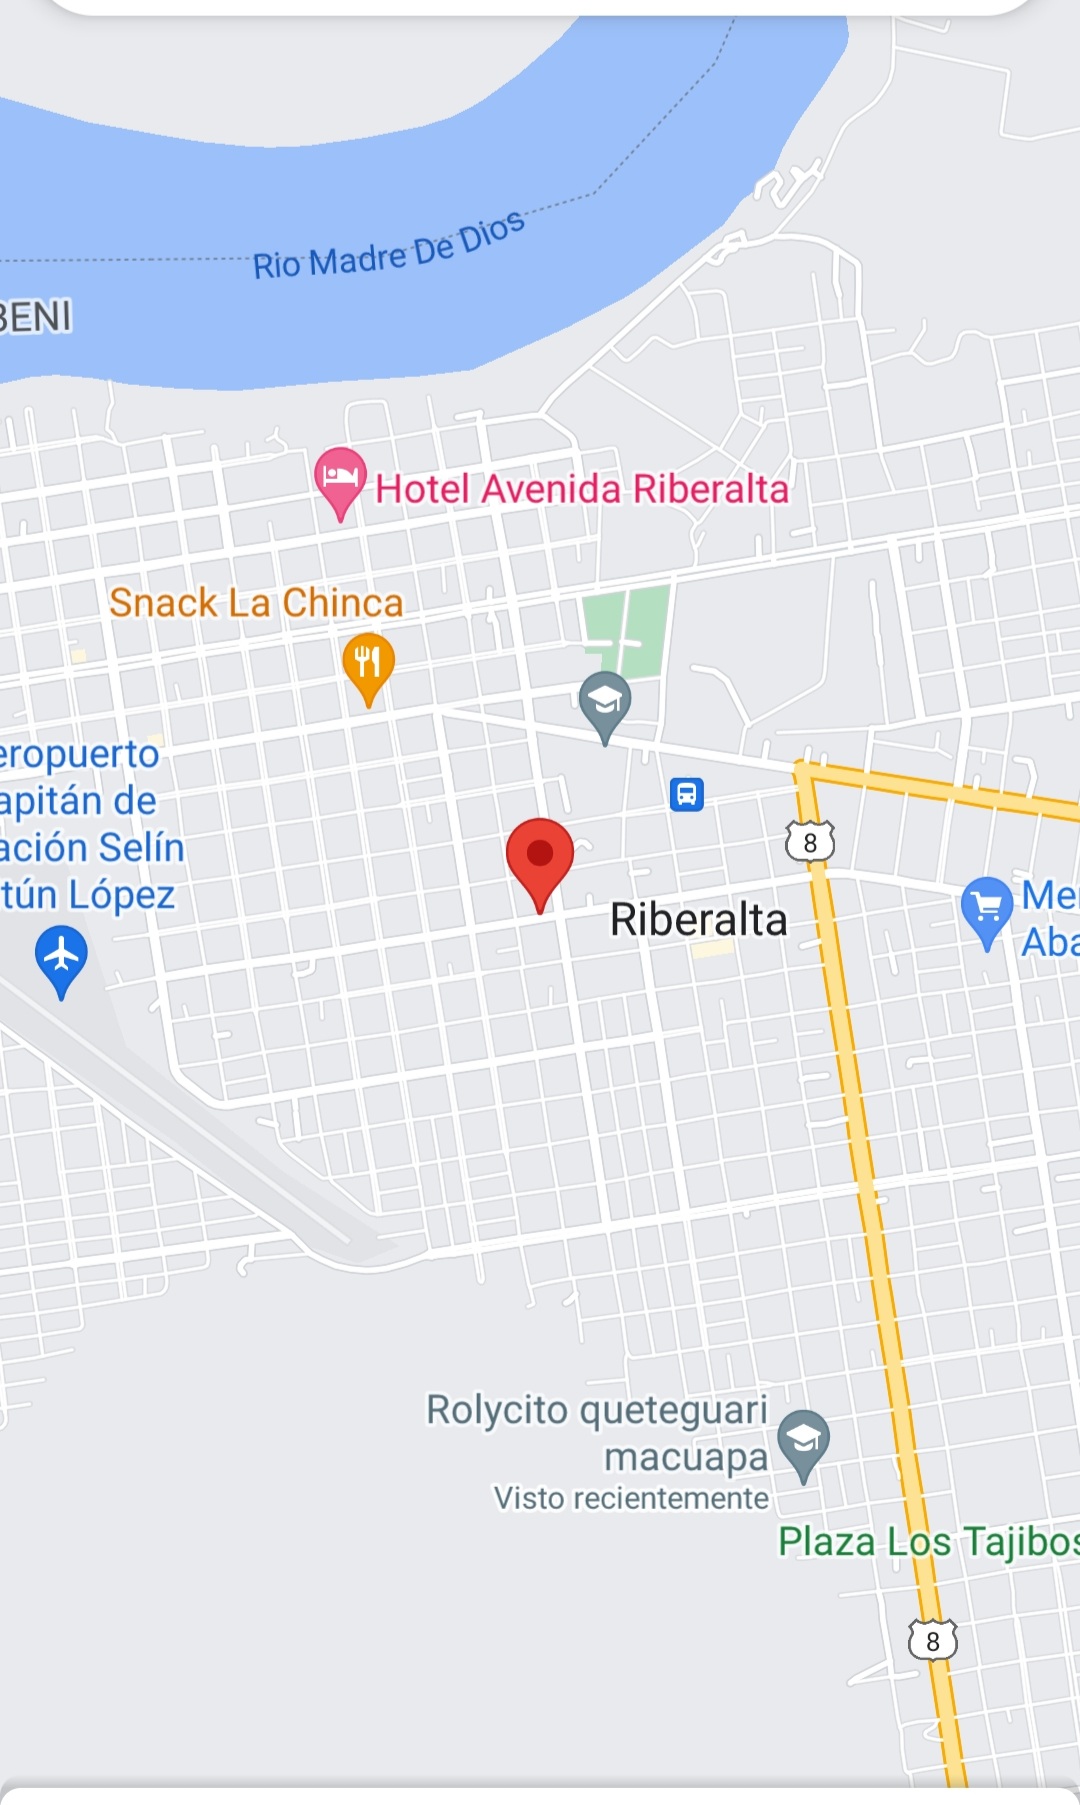 Rio Madre De Dios
BENI
Hotel Avenida Riberalta
Snack La Chinca
eropuerto
apitán de
ación Selín
tún López
8
Riberalta
Me
Aba
Rolycito queteguari
macuapa
Visto recientemente
Plaza Los Tajibos
8